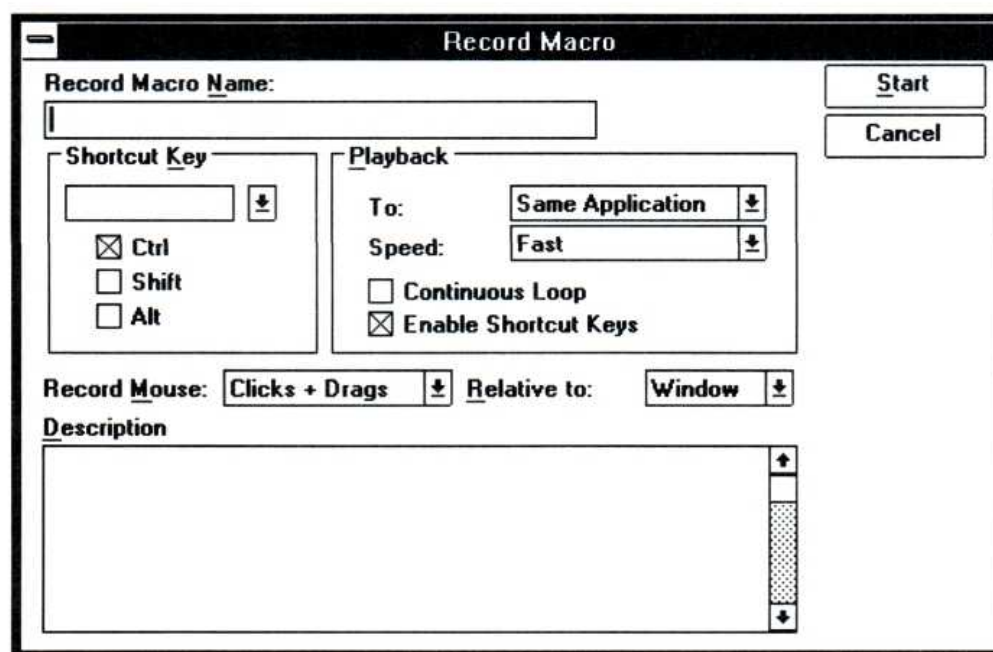 Record Macro
Record Macro Name:
Start
Cancel
Shortcut Key
Ctrl
Shift
Alt
Playback
To: Same Application
Speed: Fast
Continuous Loop
Enable Shortcut Keys
Record Mouse: Clicks + Drags Relative to: Window
Description